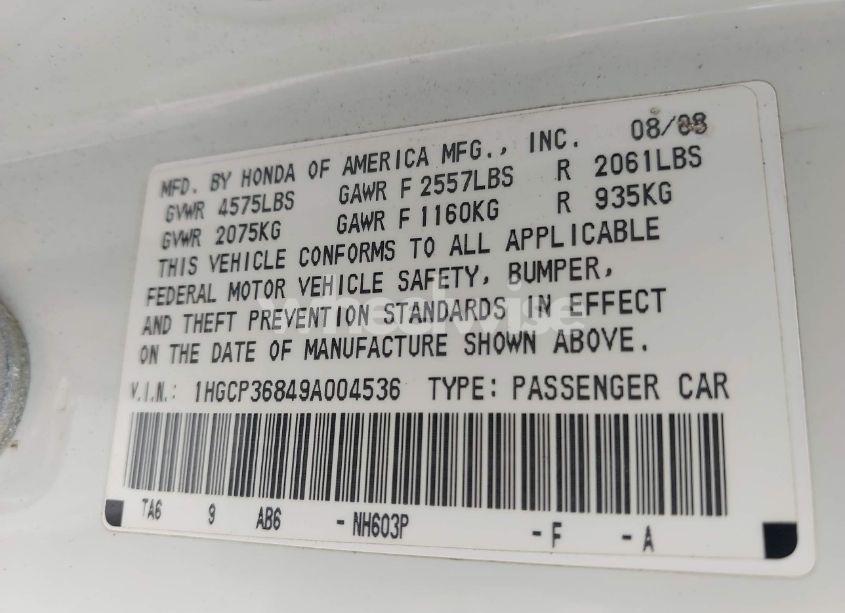 MFD. BY HONDA OF AMERICA MFG., INC. 08/08
GVWR 4575LBS GAWR F 2557LBS R 2061LBS
GVWR 2075KG GAWR F 1160KG R 935KG
THIS VEHICLE CONFORMS TO ALL APPLICABLE
FEDERAL MOTOR VEHICLE SAFETY, BUMPER,
AND THEFT PREVENTION STANDARDS IN EFFECT
ON THE DATE OF MANUFACTURE SHOWN ABOVE.
V.I.N.: 1HGCP36849A004536 TYPE: PASSENGER CAR
TA6 9 AB6 - NH603P - F - A
wheelwise